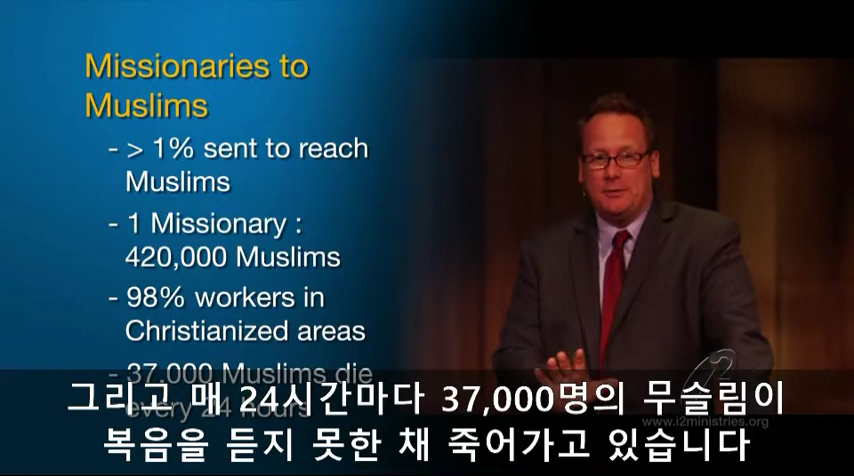 Missionaries to
Muslims
- > 1% sent to reach
Muslims
- 1 Missionary :
420,000 Muslims
- 98% workers in
Christianized areas
- 37,000 Muslims die
every 24 hours
www.i2ministries.org
그리고 매 24시간마다 37,000명의 무슬림이
복음을 듣지 못한 채 죽어가고 있습니다